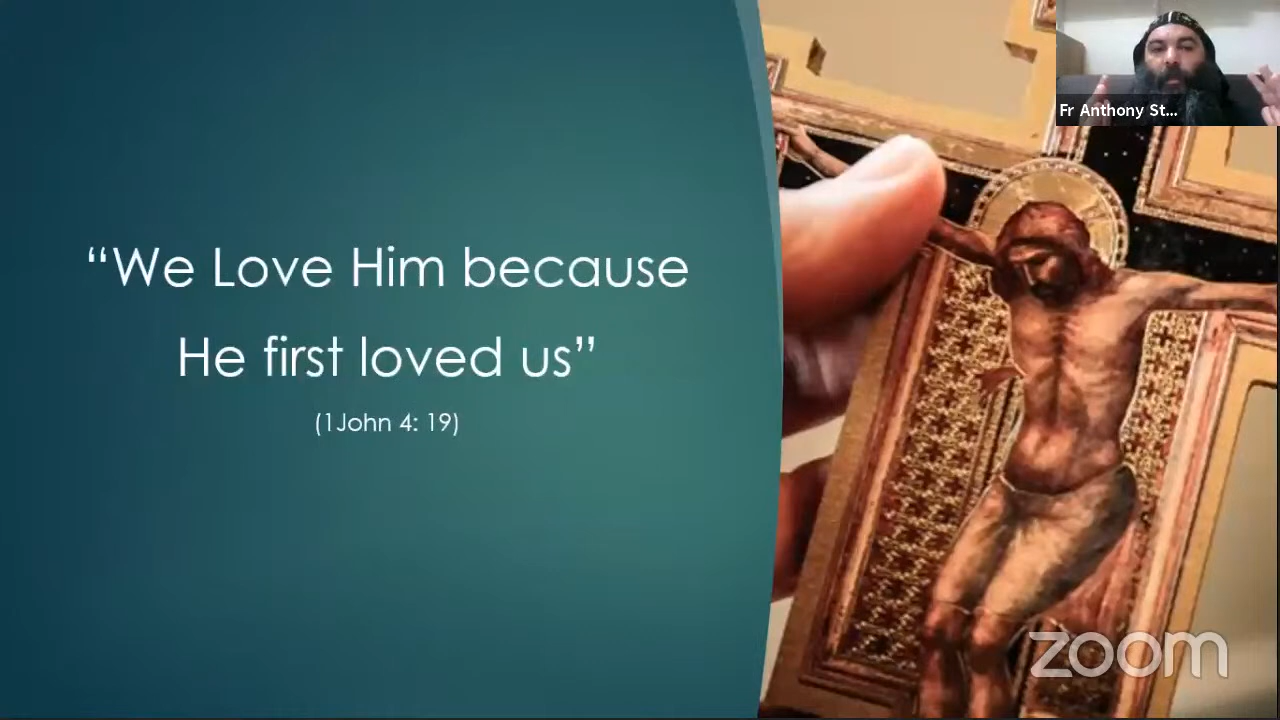 “We Love Him because
He first loved us”
(1John 4: 19)
Fr Anthony St...
zoom